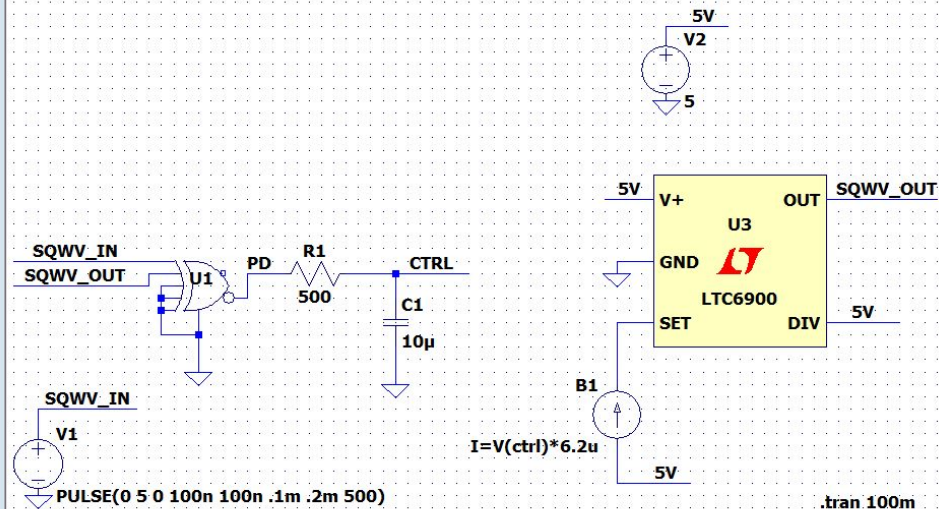 5V
V2
5
5V
V+
OUT
SQWV_OUT
U3
SQWV_IN
R1
SQWV_OUT
U1
PD
CTRL
GND
500
LTC6900
C1
SET
DIV
5V
10µ
B1
SQWV_IN
V1
I=V(ctrl)*6.2u
5V
PULSE(0 5 0 100n 100n .1m .2m 500)
.tran 100m